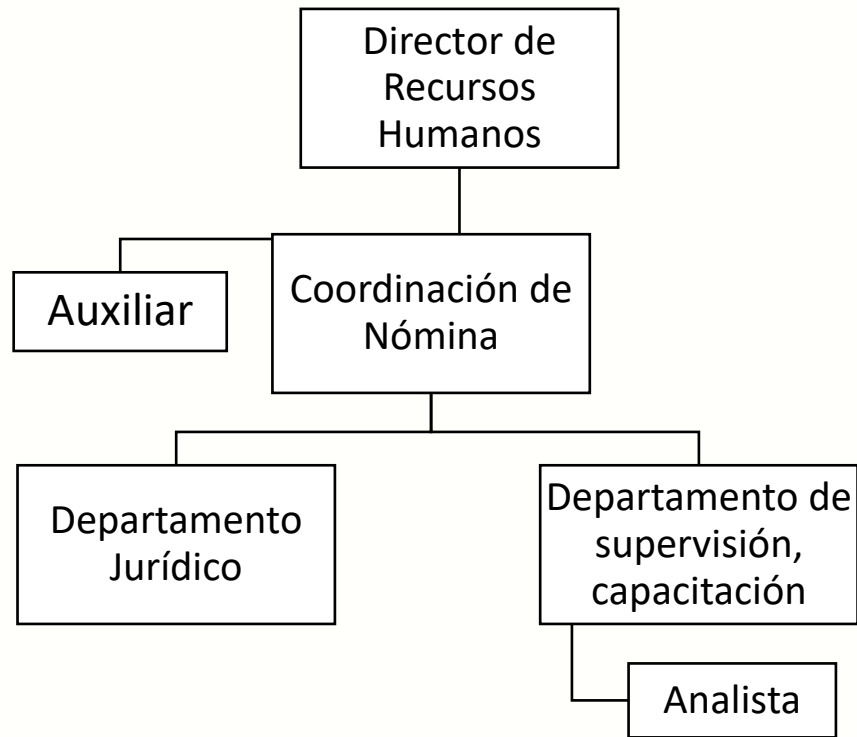 Director de
Recursos
Humanos
Auxiliar
Coordinación de
Nómina
Departamento
Jurídico
Departamento de
supervisión,
capacitación
Analista